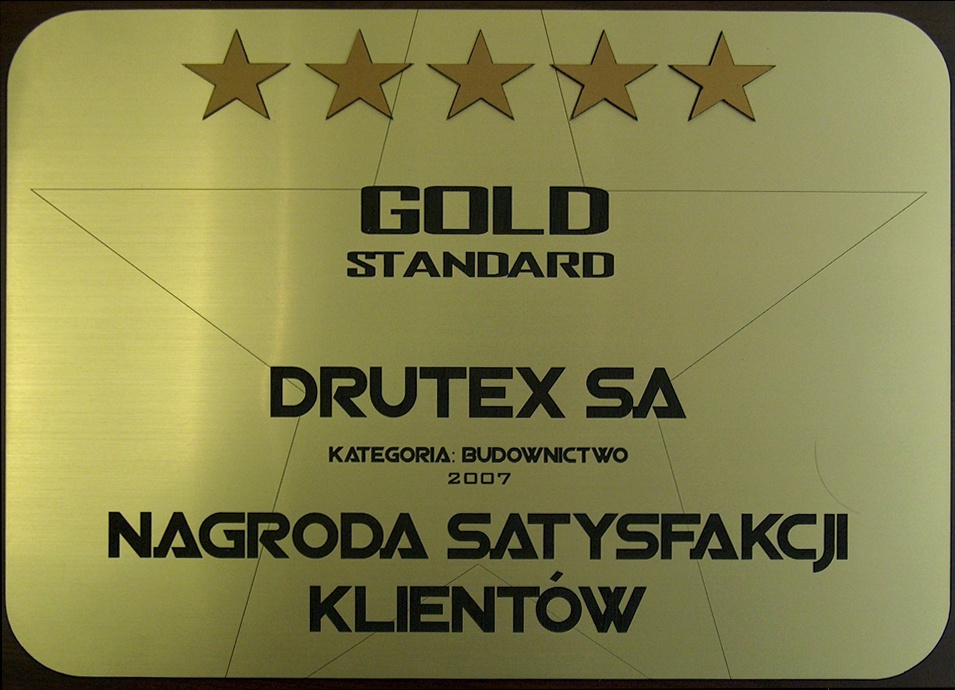 GOLD
STANDARD
DRUTEX SA
KATEGORIA: BUDOWNICTWO
2007
NAGRODA SATYSFAKCJI
KLIENTÓW